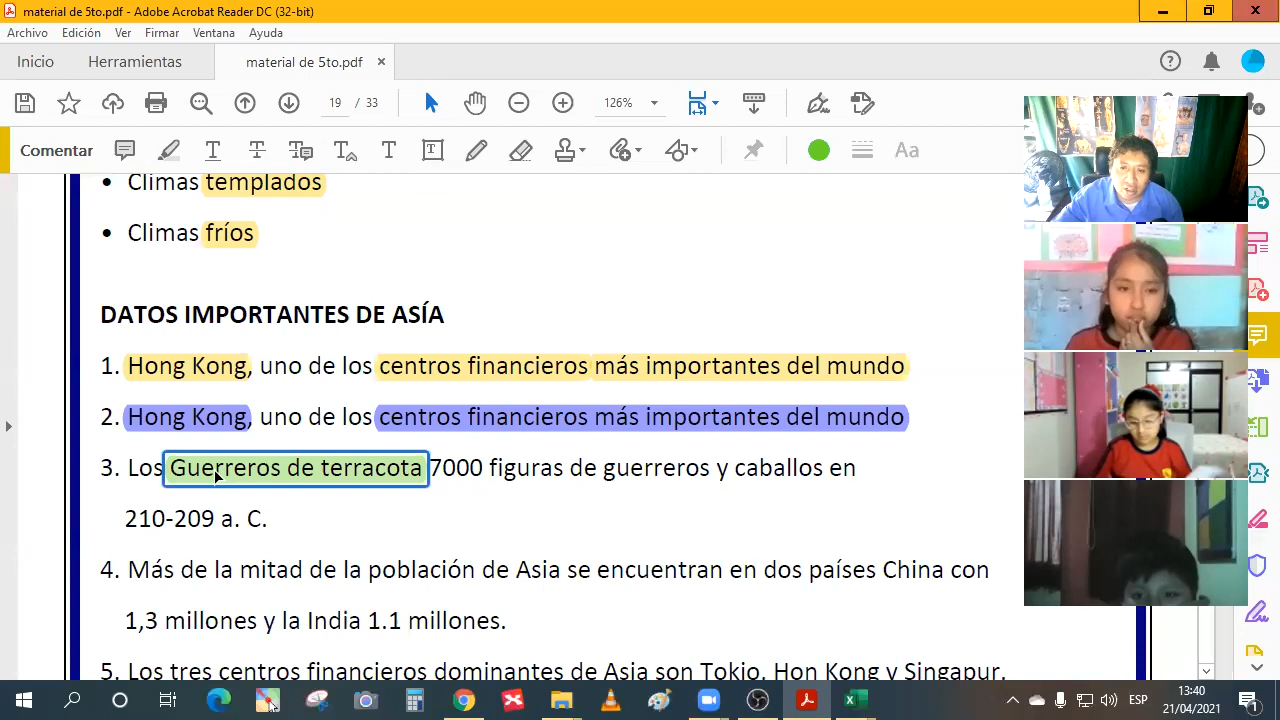 material de 5to.pdf - Adobe Acrobat Reader DC (32-bit)
Archivo Edición Ver Firmar Ventana Ayuda
Inicio Herramientas material de 5to.pdf
19 / 33 126%
Comentar
Aa
• Climas templados
• Climas fríos
DATOS IMPORTANTES DE ASÍA
1. Hong Kong, uno de los centros financieros más importantes del mundo
2. Hong Kong, uno de los centros financieros más importantes del mundo
3. Los Guerreros de terracota 7000 figuras de guerreros y caballos en
210-209 a. C.
4. Más de la mitad de la población de Asia se encuentran en dos países China con
1,3 millones y la India 1.1 millones.
5. Los tres centros financieros dominantes de Asia son Tokio, Hon Kong y Singapur.
ESP
13:40
21/04/2021
1